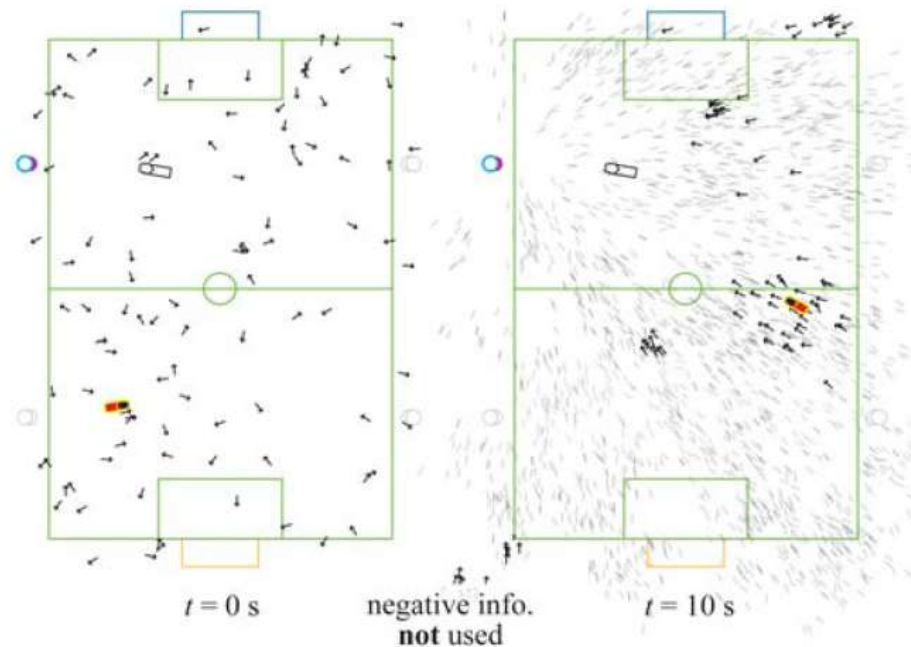 t = 0 s
negative info.
not used
t = 10 s